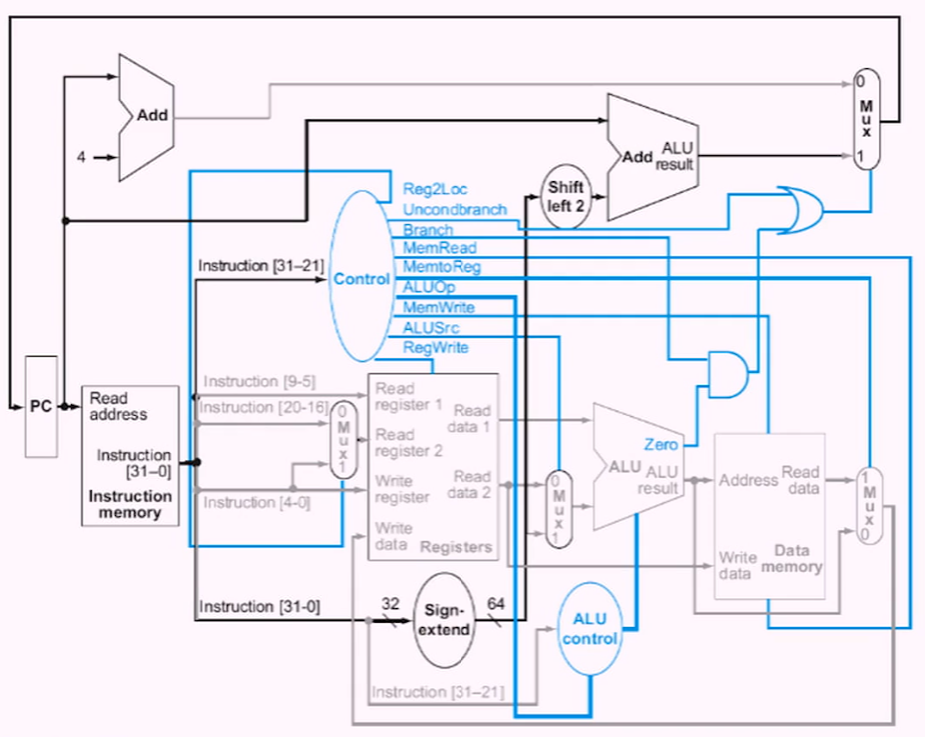 Add
4
Add
ALU
result
0
M
u
x
1
Shift
left 2
Reg2Loc
Uncondbranch
Branch
MemRead
MemtoReg
ALUOp
MemWrite
ALUSrc
RegWrite
Instruction [31–21]
Control
PC
Read
address
Instruction
[31–0]
Instruction
memory
Instruction [9-5]
Instruction [20-16]
Instruction [4-0]
0
M
u
x
1
Read
register 1
Read
register 2
Write
register
Write
data
Read
data 1
Read
data 2
Registers
0
M
u
x
1
Zero
ALU
ALU
result
Address
Read
data
Write
data
Data
memory
1
M
u
x
0
Instruction [31-0]
32
Sign-
extend
64
ALU
control
Instruction [31–21]